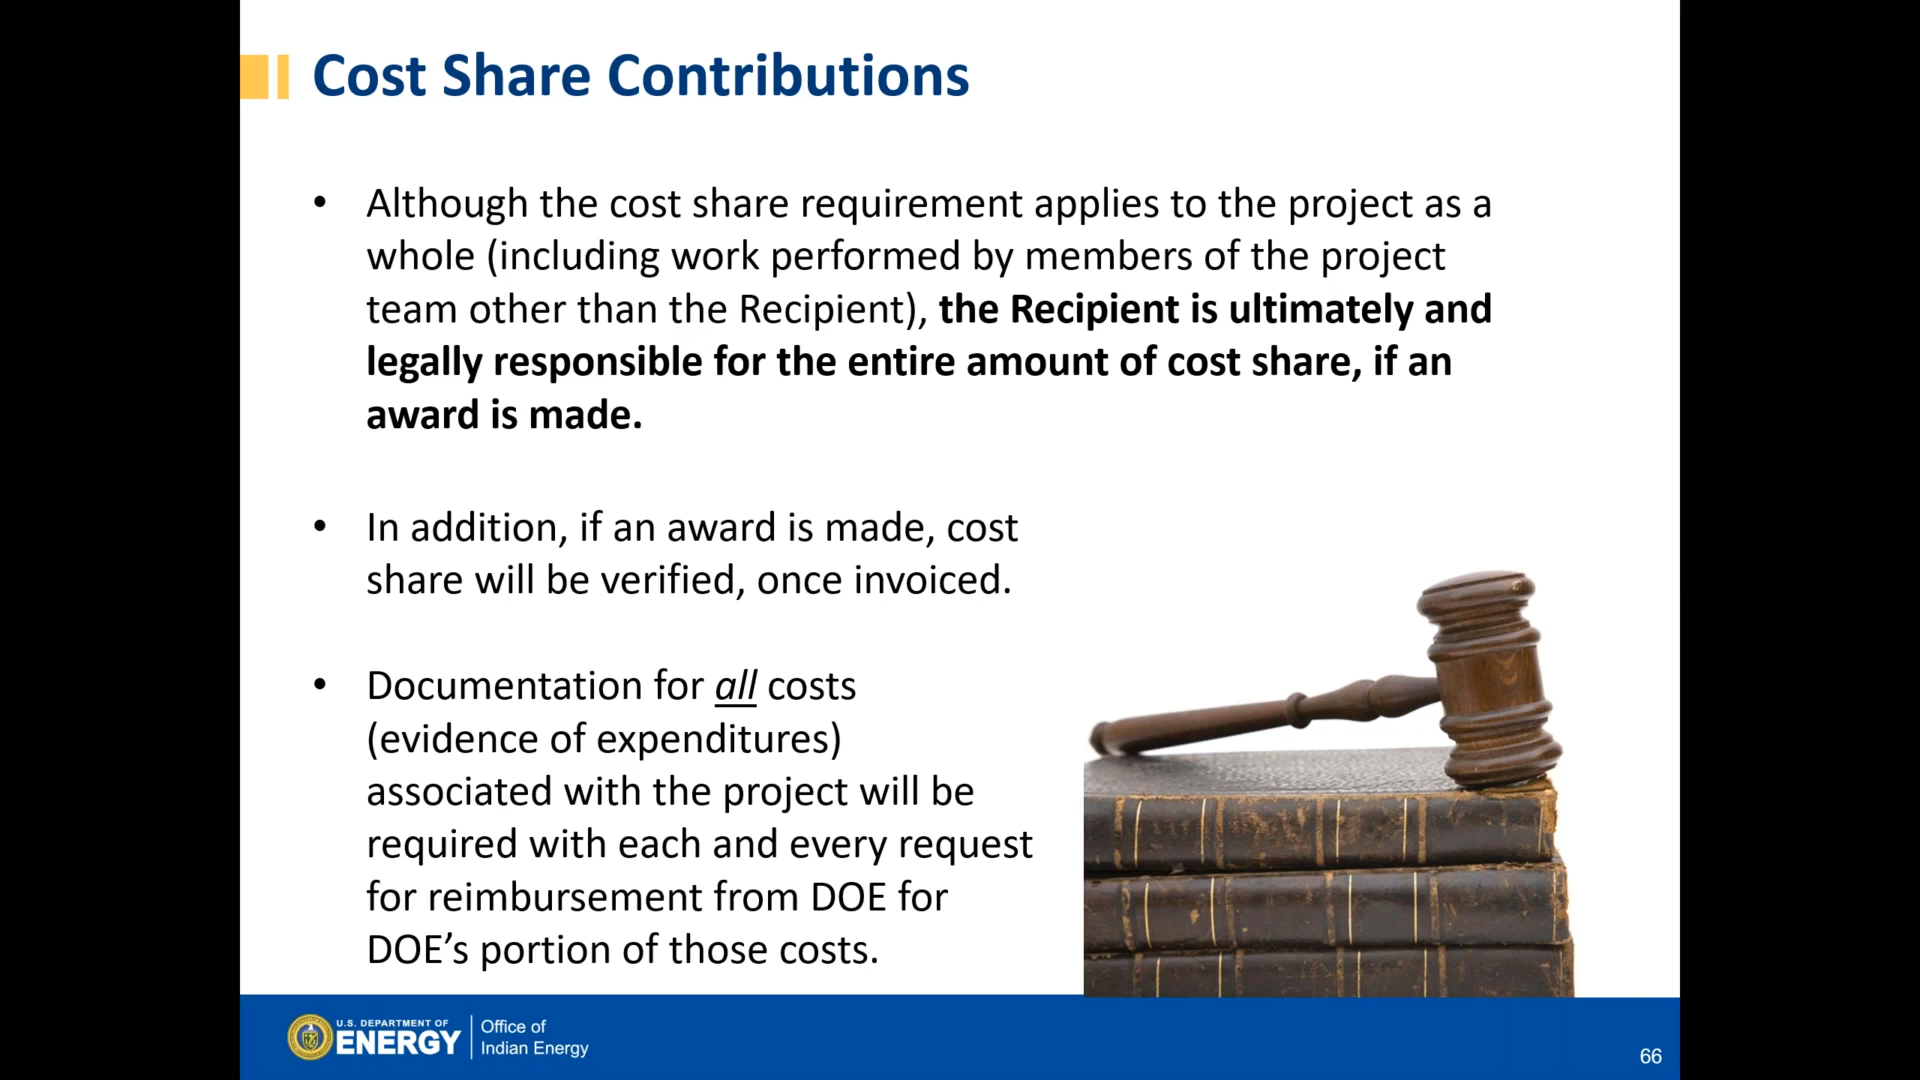 Cost Share Contributions
• Although the cost share requirement applies to the project as a
whole (including work performed by members of the project
team other than the Recipient), the Recipient is ultimately and
legally responsible for the entire amount of cost share, if an
award is made.
• In addition, if an award is made, cost
share will be verified, once invoiced.
• Documentation for all costs
(evidence of expenditures)
associated with the project will be
required with each and every request
for reimbursement from DOE for
DOE’s portion of those costs.
U.S. DEPARTMENT OF
ENERGY
Office of
Indian Energy
66